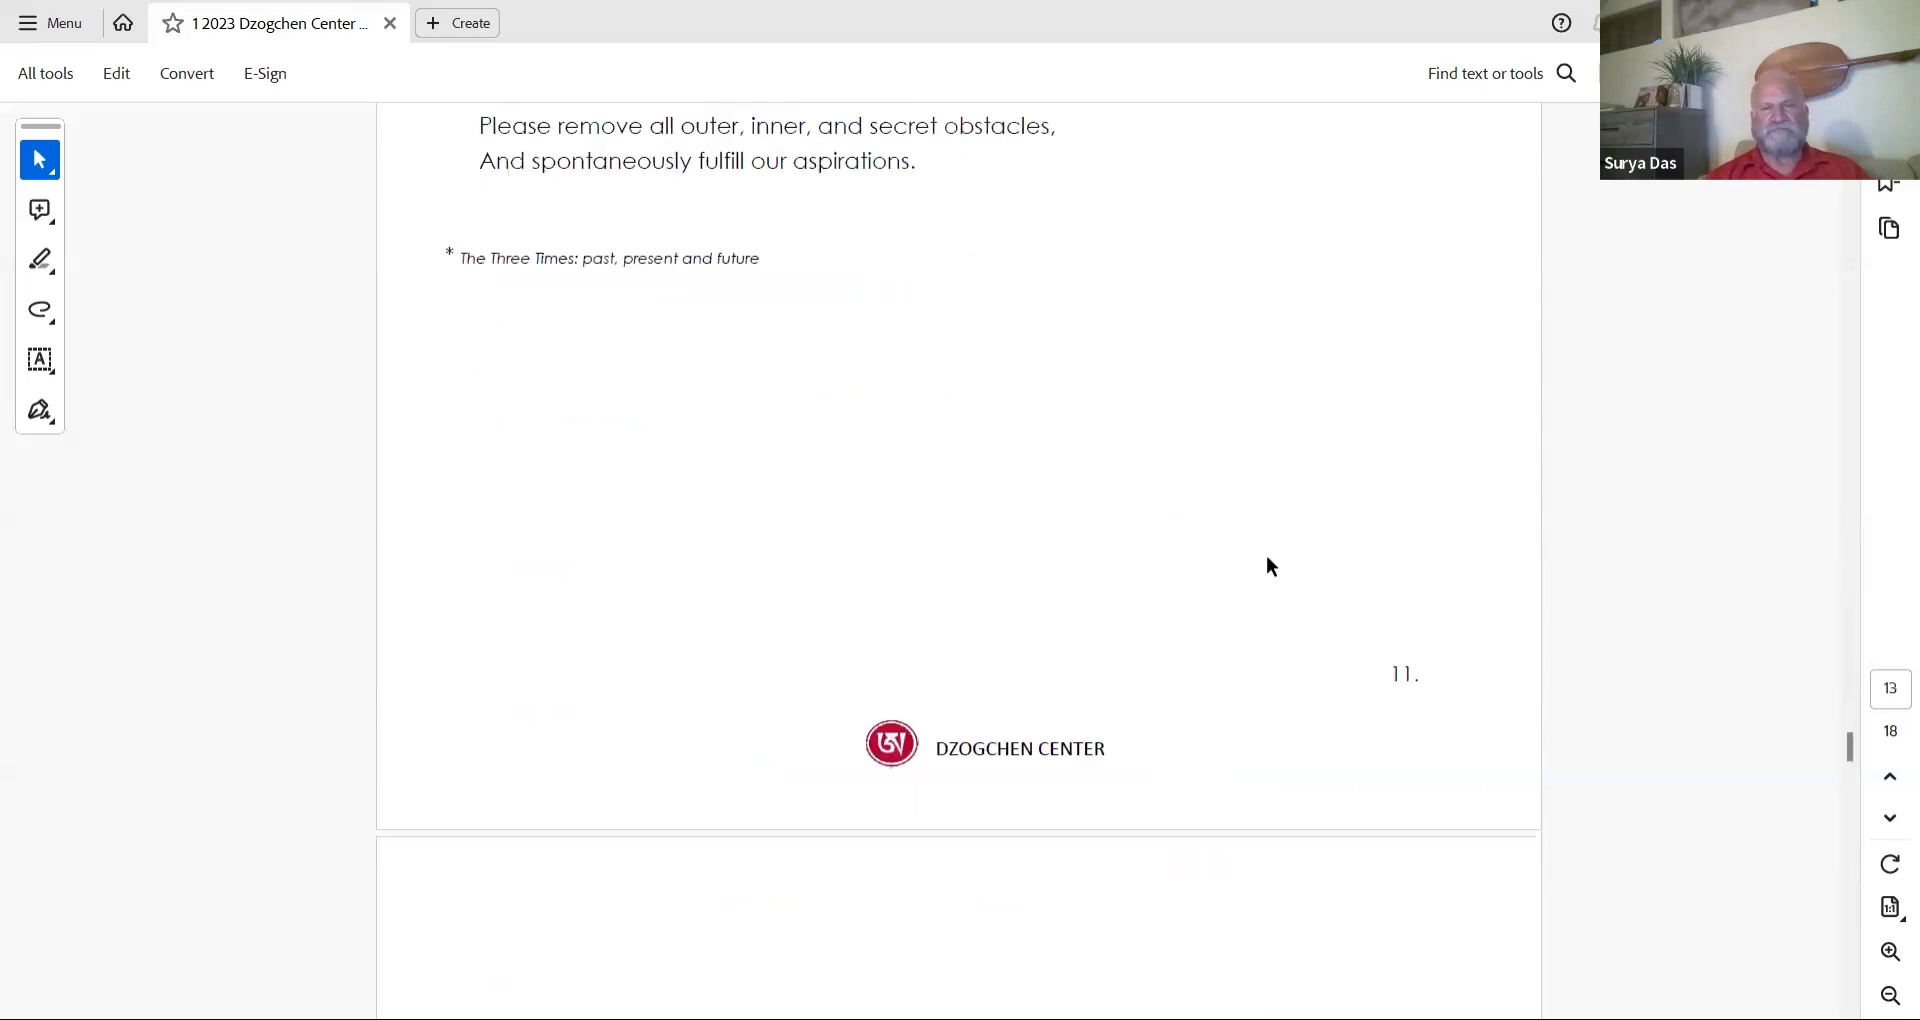 Menu
1 2023 Dzogchen Center ...
Create
All tools
Edit
Convert
E-Sign
Find text or tools
Surya Das
Please remove all outer, inner, and secret obstacles,
And spontaneously fulfill our aspirations.
* The Three Times: past, present and future
11.
DZOGCHEN CENTER
13
18